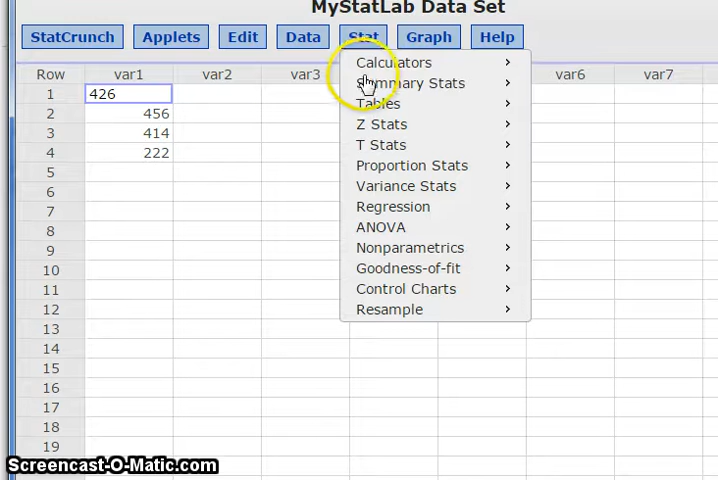 MyStatLab Data Set
StatCrunch Applets Edit Data Stat Graph Help
Row var1 var2 var3 var6 var7
1 426
2 456
3 414
4 222
5
6
7
8
9
10
11
12
13
14
15
16
17
18
19
Calculators
Summary Stats
Tables
Z Stats
T Stats
Proportion Stats
Variance Stats
Regression
ANOVA
Nonparametrics
Goodness-of-fit
Control Charts
Resample
Screencast-O-Matic.com